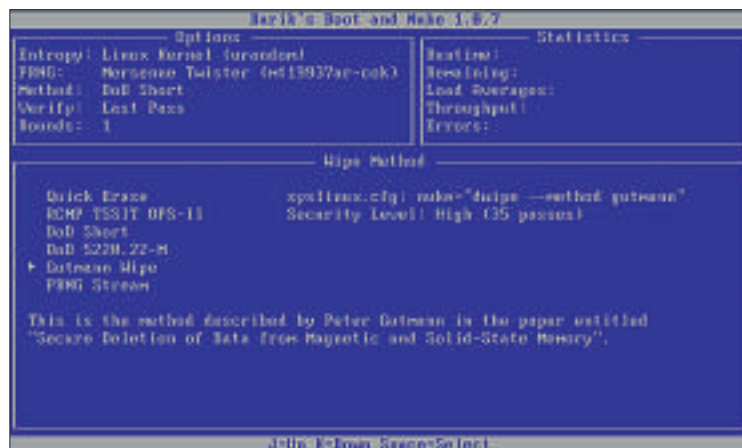 Darik's Boot and Nuke 1.0.7
Options
Statistics
Entropy: Linux Kernel (urandom)
PRNG: Mersenne Twister (mt19937ar-cok)
Method: DoD Short
Verify: Last Pass
Rounds: 1
Runtime:
Remaining:
Load Averages:
Throughput:
Errors:
Wipe Method
Quick Erase
RCMP TSSIT OPS-II
DoD Short
DoD 5220.22-M
Gutmann Wipe
PRNG Stream
syslinux.cfg: nuke="dwipe --method gutmann"
Security Level: High (35 passes)
This is the method described by Peter Gutmann in the paper entitled
"Secure Deletion of Data from Magnetic and Solid-State Memory".
J=Up K=Down Space=Select